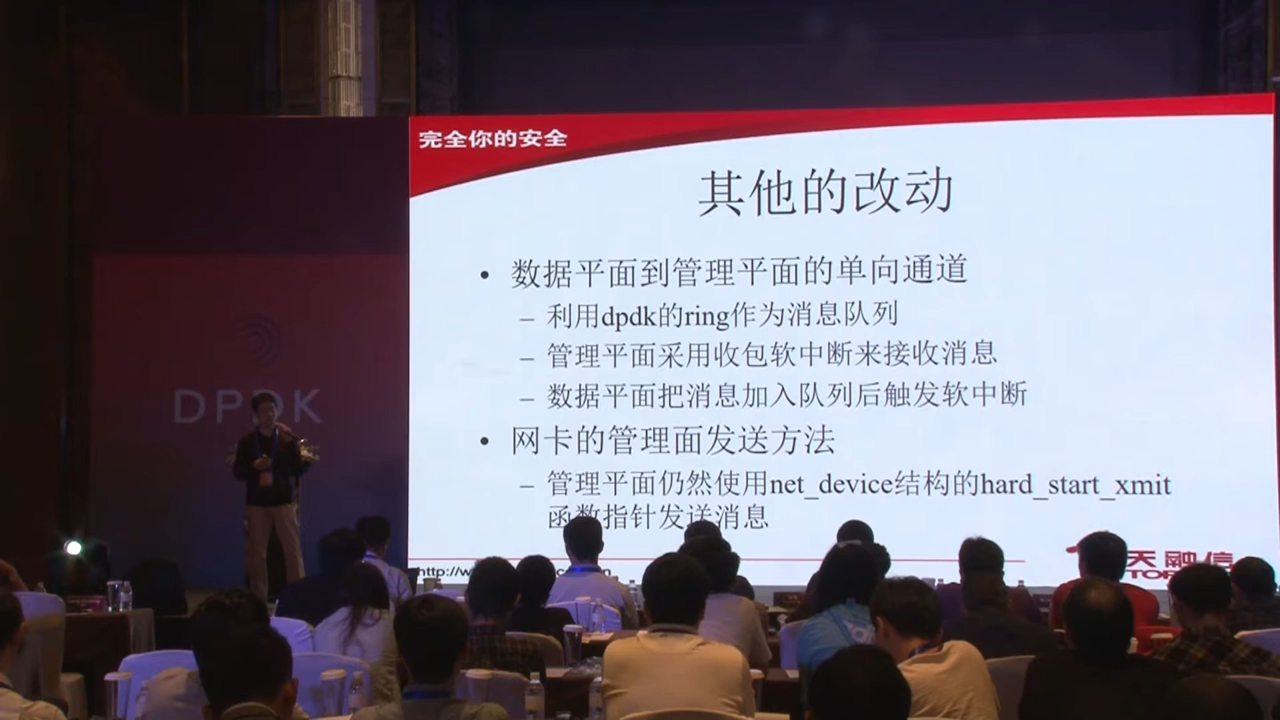 完全你的安全
其他的改动
• 数据平面到管理平面的单向通道
– 利用dpdk的ring作为消息队列
– 管理平面采用收包软中断来接收消息
– 数据平面把消息加入队列后触发软中断
• 网卡的管理面发送方法
– 管理平面仍然使用net_device结构的hard_start_xmit
函数指针发送消息
DPDK
http://w
天融信
TOP